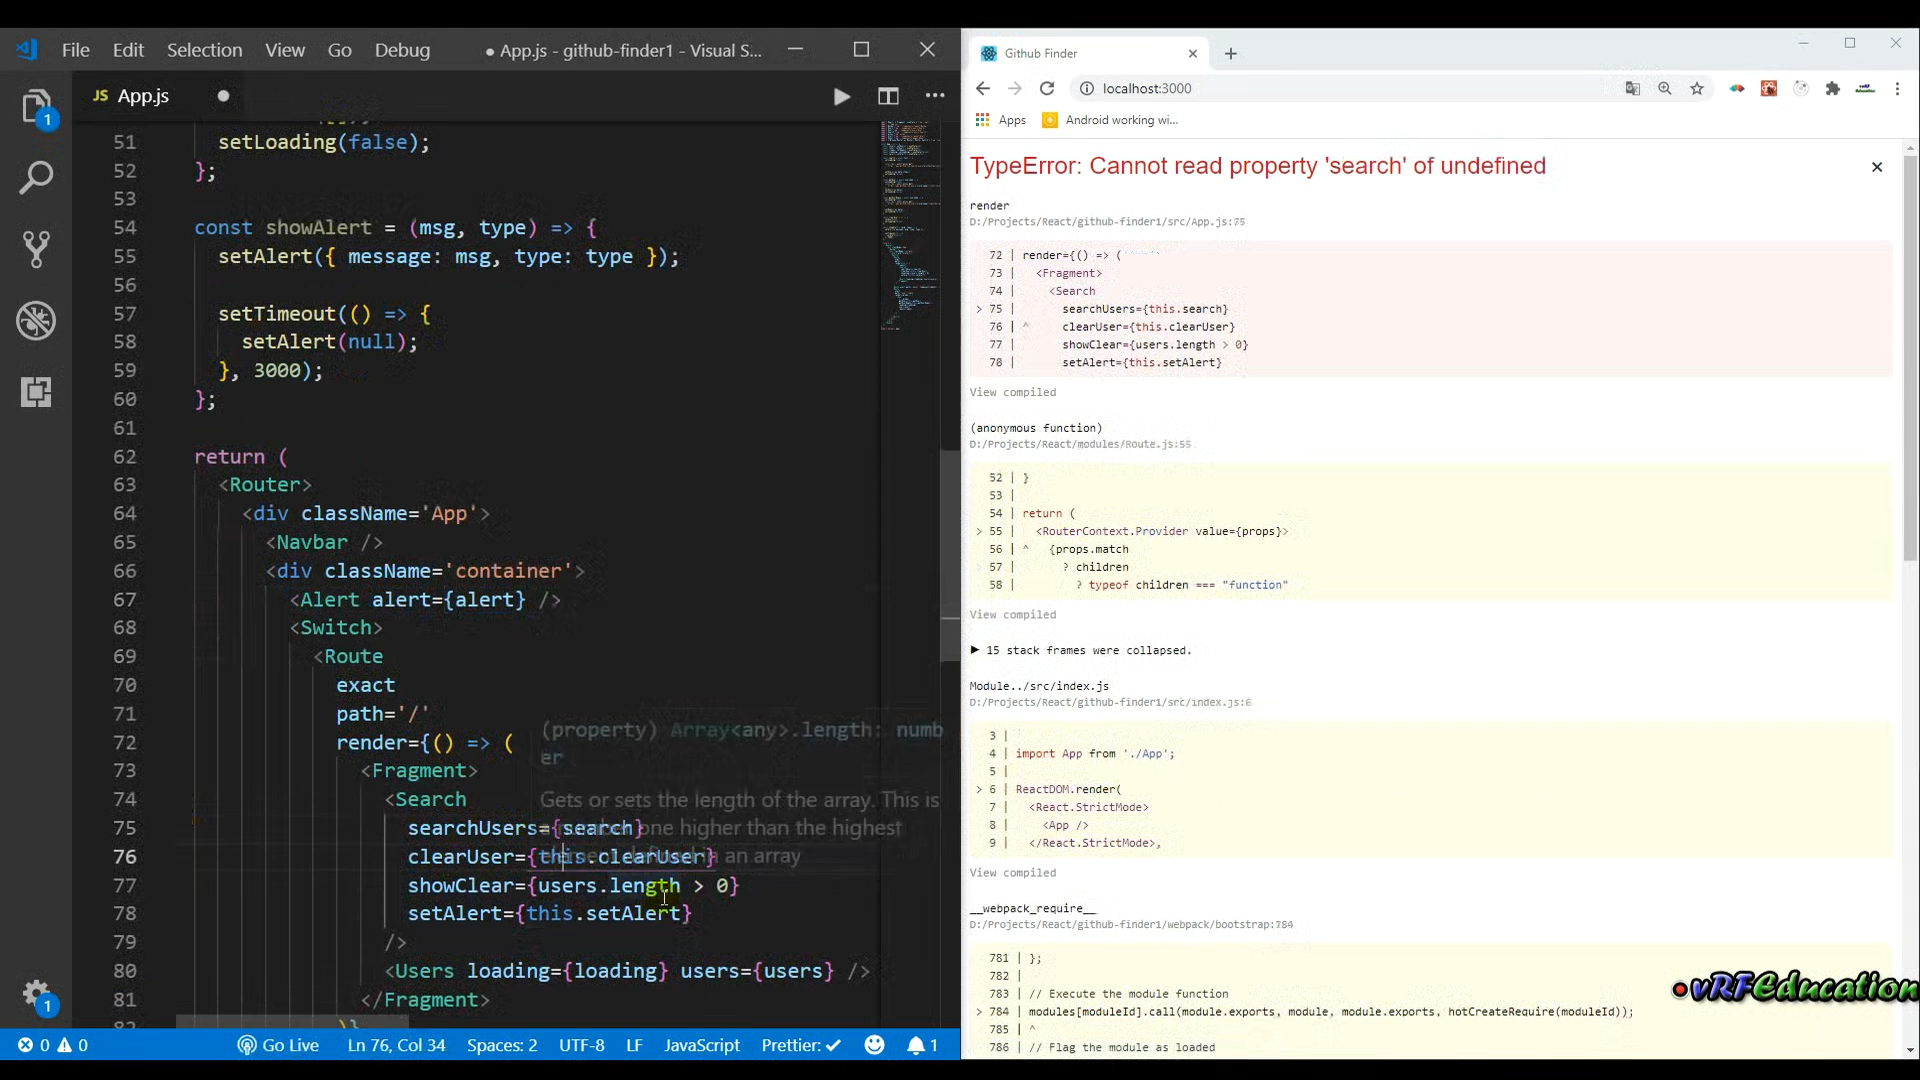 File Edit Selection View Go Debug ● App.js - github-finder1 - Visual S...
JS App.js
51 setLoading(false);
52 };
53
54 const showAlert = (msg, type) => {
55 setAlert({ message: msg, type: type });
56
57 setTimeout(() => {
58 setAlert(null);
59 }, 3000);
60 };
61
62 return (
63 <Router>
64 <div className='App'>
65 <Navbar />
66 <div className='container'>
67 <Alert alert={alert} />
68 <Switch>
69 <Route
70 exact
71 path='/'
72 render={() => (
73 <Fragment>
74 <Search
75 searchUsers={search}
76 clearUser={this.clearUser}
77 showClear={users.length > 0}
78 setAlert={this.setAlert}
79 />
80 <Users loading={loading} users={users} />
81 </Fragment>
82 )}
(property) Array<any>.length: numb
er
Gets or sets the length of the array. This is
number one higher than the highest
element defined in an array
1
1
0 0 Go Live Ln 76, Col 34 Spaces: 2 UTF-8 LF JavaScript Prettier: 1
Github Finder
localhost:3000
Apps Android working wi...
TypeError: Cannot read property 'search' of undefined
render
D:/Projects/React/github-finder1/src/App.js:75
72 | render={() => (
73 | <Fragment>
74 | <Search
> 75 | searchUsers={this.search}
76 | ^ clearUser={this.clearUser}
77 | showClear={users.length > 0}
78 | setAlert={this.setAlert}
View compiled
(anonymous function)
D:/Projects/React/modules/Route.js:55
52 | }
53 |
54 | return (
> 55 | <RouterContext.Provider value={props}>
56 | ^ {props.match
57 | ? children
58 | ? typeof children === "function"
View compiled
▶ 15 stack frames were collapsed.
Module../src/index.js
D:/Projects/React/github-finder1/src/index.js:6
3 |
4 | import App from './App';
5 |
> 6 | ReactDOM.render(
7 | <React.StrictMode>
8 | <App />
9 | </React.StrictMode>,
View compiled
__webpack_require__
D:/Projects/React/github-finder1/webpack/bootstrap:784
781 | };
782 |
783 | // Execute the module function
> 784 | modules[moduleId].call(module.exports, module, module.exports, hotCreateRequire(moduleId));
785 | ^
786 | // Flag the module as loaded
vRFEducation